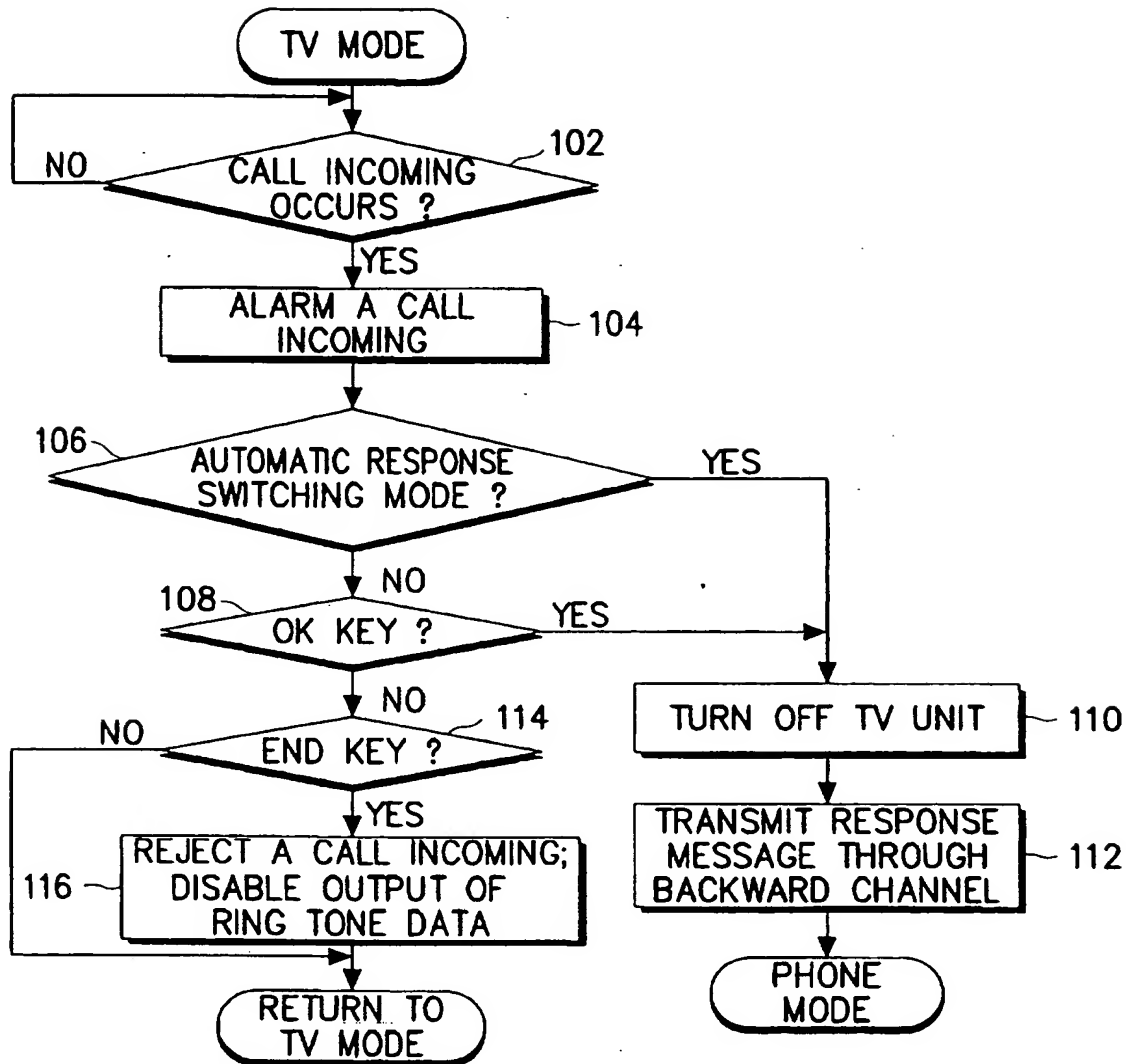 TV MODE
NO
CALL INCOMING
OCCURS ?
102
YES
ALARM A CALL
INCOMING
104
106
AUTOMATIC RESPONSE
SWITCHING MODE ?
YES
NO
108
OK KEY ?
YES
NO
TURN OFF TV UNIT
110
NO
END KEY ?
114
YES
TRANSMIT RESPONSE
MESSAGE THROUGH
BACKWARD CHANNEL
112
116
REJECT A CALL INCOMING;
DISABLE OUTPUT OF
RING TONE DATA
PHONE
MODE
RETURN TO
TV MODE